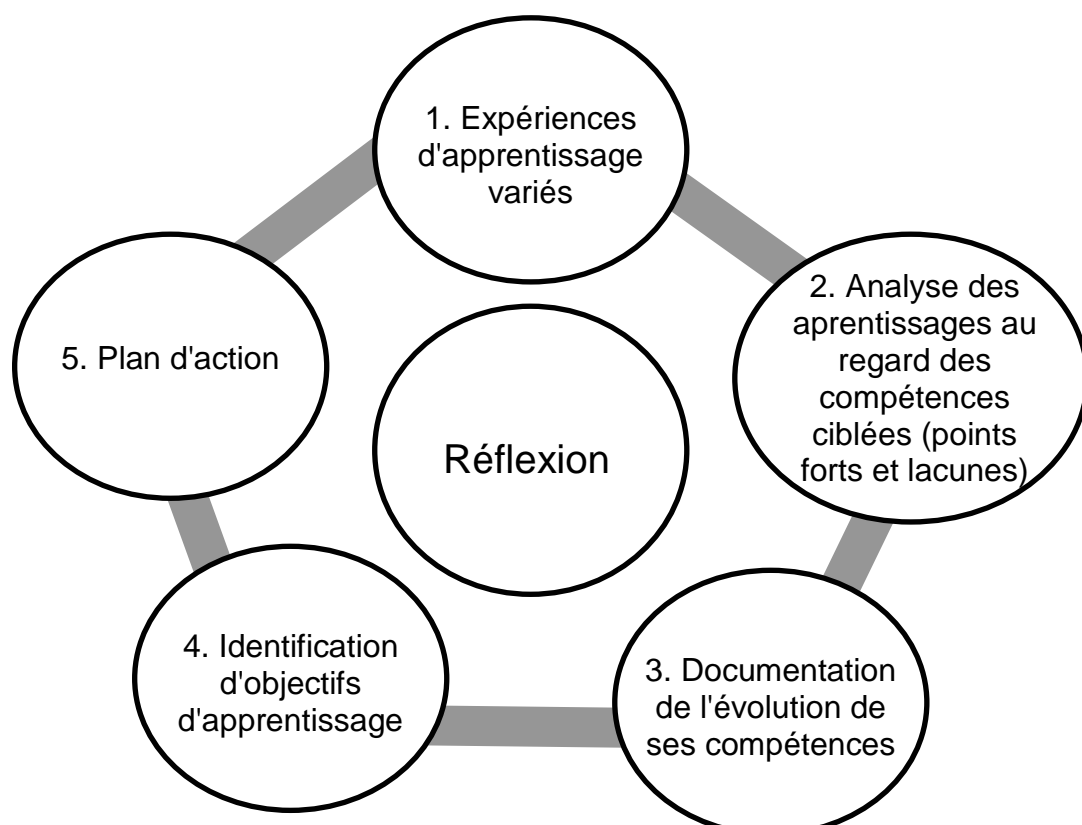 1. Expériences
d'apprentissage
variés
2. Analyse des
aprentissages au
regard des
compétences
ciblées (points
forts et lacunes)
5. Plan d'action
Réflexion
4. Identification
d'objectifs
d'apprentissage
3. Documentation
de l'évolution de
ses compétences